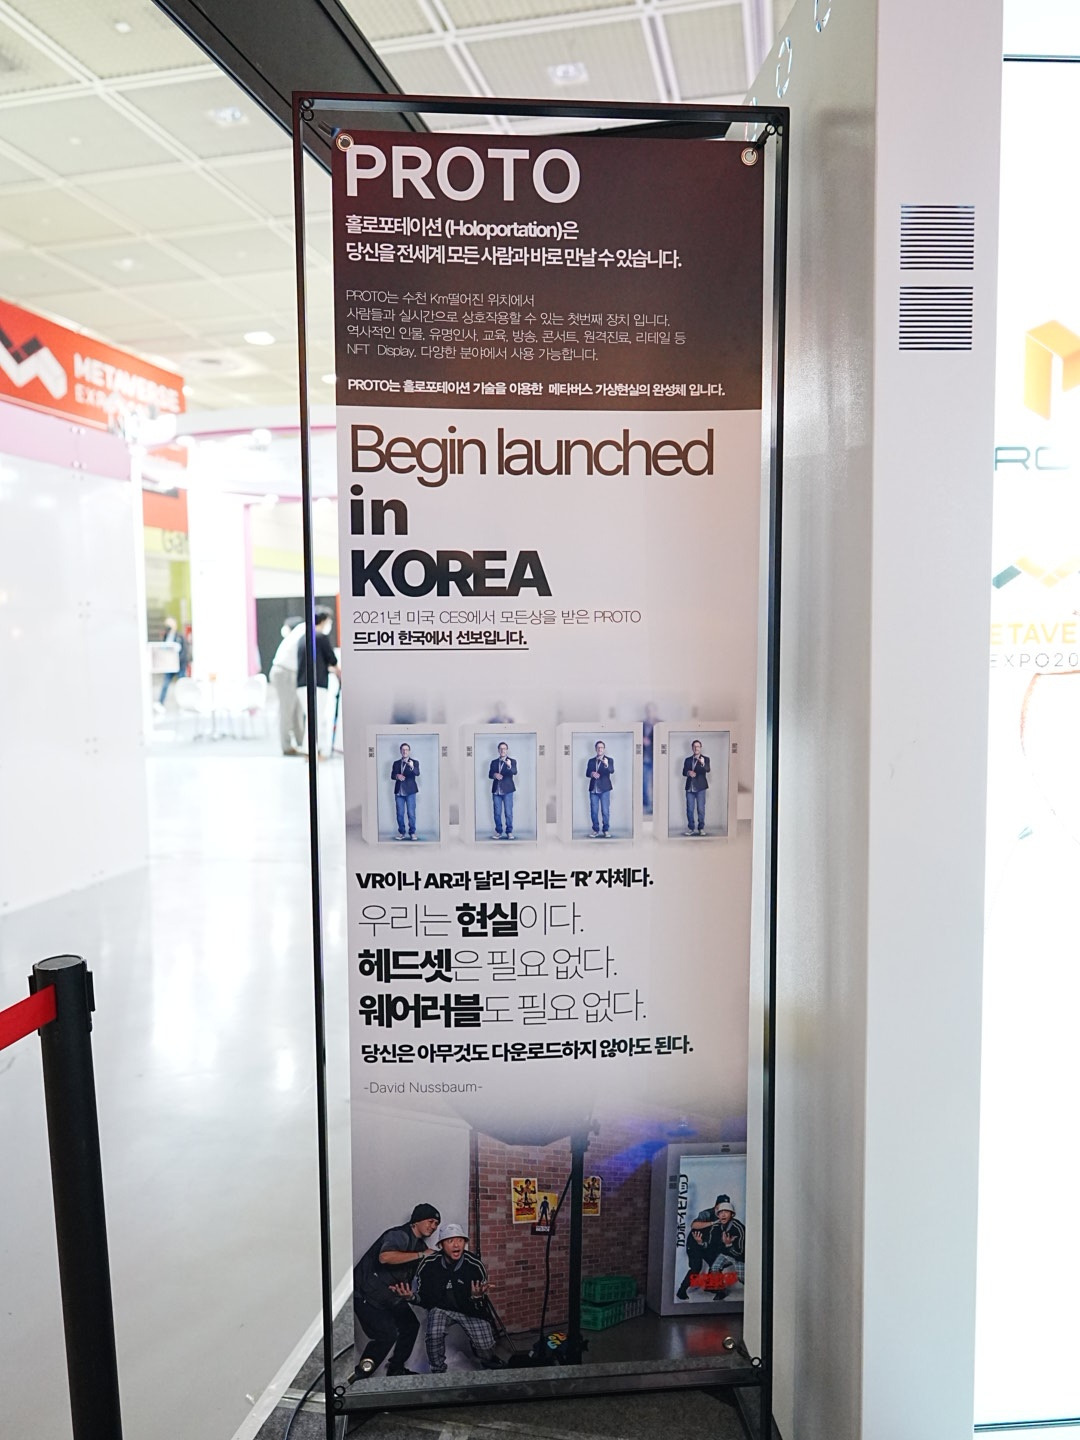 PROTO
홀로포테이션 (Holoportation)은
당신을 전세계 모든 사람과 바로 만날 수 있습니다.
PROTO는 수천 Km떨어진 위치에서
사람들과 실시간으로 상호작용할 수 있는 첫번째 장치 입니다.
역사적인 인물, 유명인사, 교육, 방송, 콘서트, 원격진료, 리테일 등
NFT Display. 다양한 분야에서 사용 가능합니다.
PROTO는 홀로포테이션 기술을 이용한 메타버스 가상현실의 완성체 입니다.
Begin launched
in
KOREA
2021년 미국 CES에서 모든상을 받은 PROTO
드디어 한국에서 선보입니다.
VR이나 AR과 달리 우리는 ‘R’ 자체다.
우리는 현실이다.
헤드셋은 필요 없다.
웨어러블도 필요 없다.
당신은 아무것도 다운로드하지 않아도 된다.
-David Nussbaum-
METAVERSE
METAVE
EXPO20